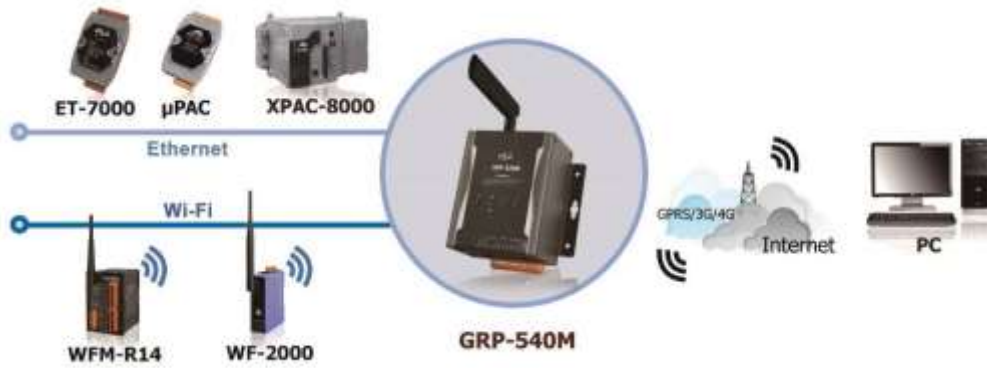 ET-7000 µPAC XPAC-8000
Ethernet
Wi-Fi
WFM-R14 WF-2000
GRP-540M
GPRS/3G/4G
Internet
PC